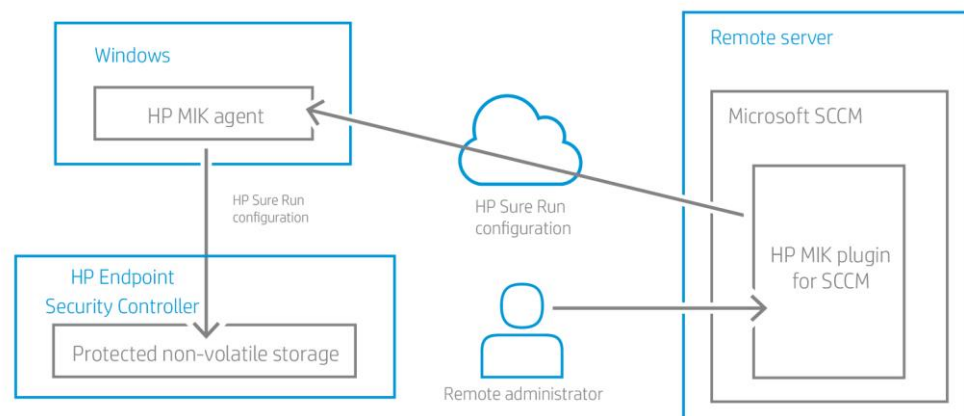 Windows
HP MIK agent
HP Sure Run
configuration
HP Endpoint
Security Controller
Protected non-volatile storage
HP Sure Run
configuration
Remote administrator
Remote server
Microsoft SCCM
HP MIK plugin
for SCCM